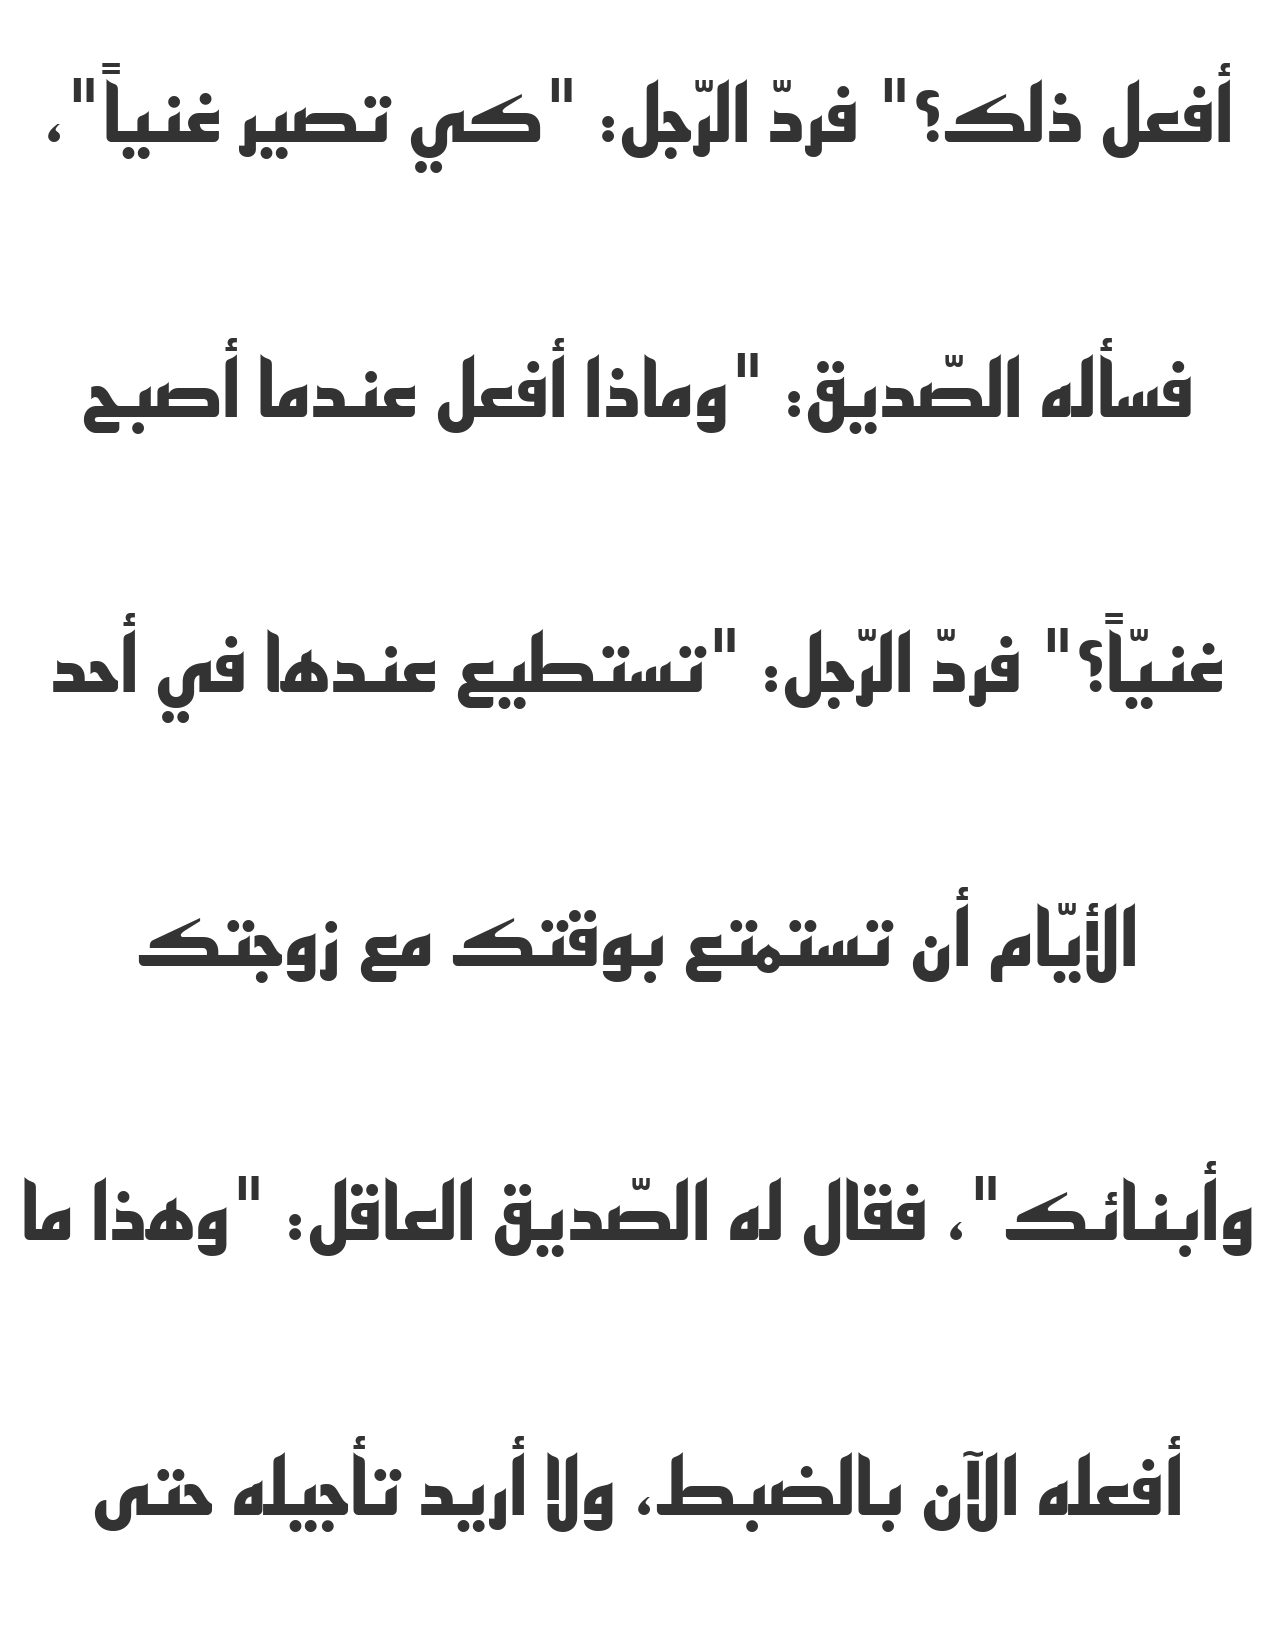 أفعل ذلك؟" فردّ الرّجل: "كي تصير غنياً"،
فسأله الصّديق: "وماذا أفعل عندما أصبح
غنيّاً؟" فردّ الرّجل: "تستطيع عندها في أحد
الأيّام أن تستمتع بوقتك مع زوجتك
وأبنائك"، فقال له الصّديق العاقل: "وهذا ما
أفعله الآن بالضبط، ولا أريد تأجيله حتى